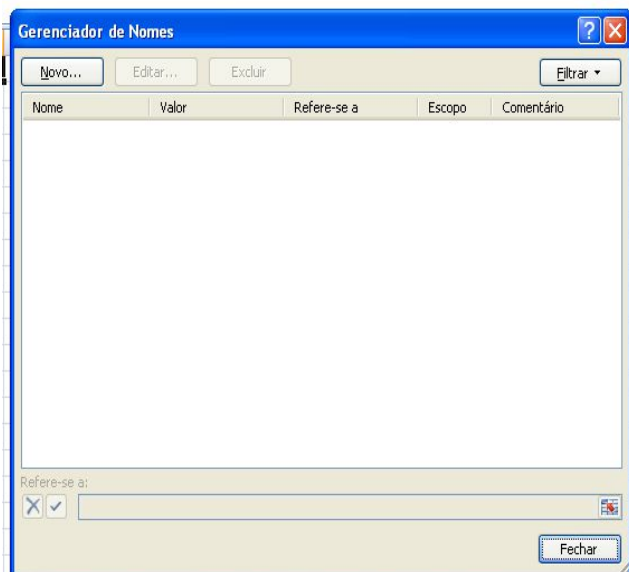 Gerenciador de Nomes
Novo... Editar... Excluir Filtrar
Nome Valor Refere-se a Escopo Comentário
Refere-se a:
Fechar